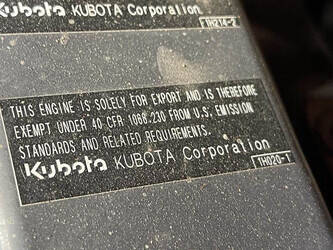 Kubota KUBOTA Corporation
1H214-2
THIS ENGINE IS SOLELY FOR EXPORT AND IS THEREFORE
EXEMPT UNDER 40 CFR 1068.230 FROM U.S. EMISSION
STANDARDS AND RELATED REQUIREMENTS.
Kubota KUBOTA Corporation
1H020-1